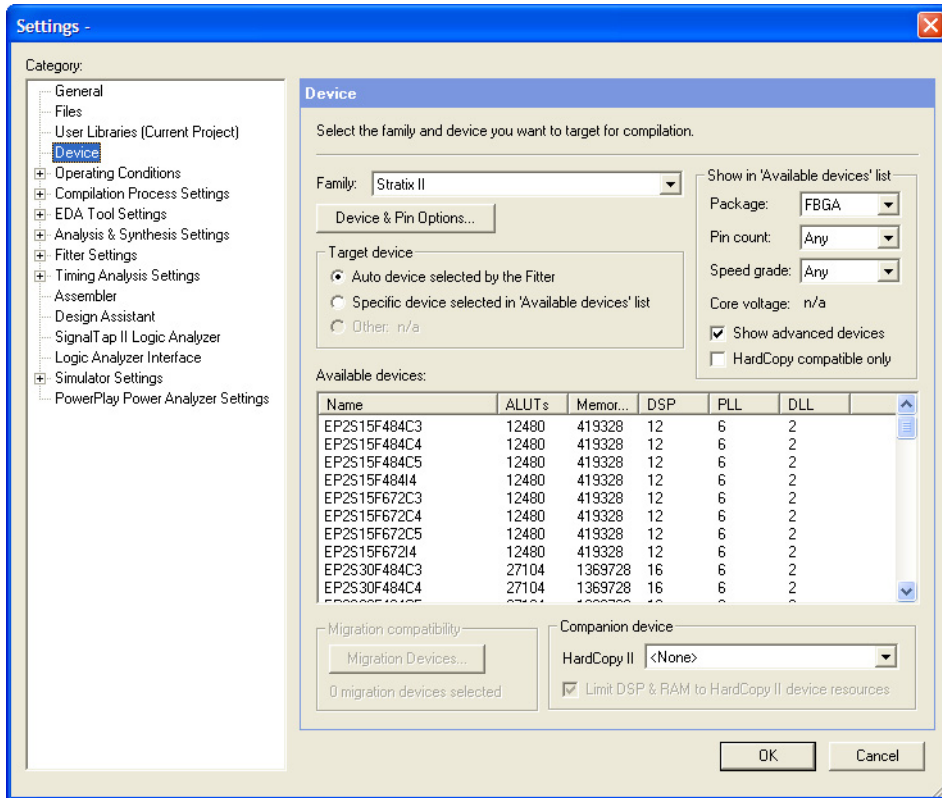 Settings -
Category:
General
Files
User Libraries (Current Project)
Device
Operating Conditions
Compilation Process Settings
EDA Tool Settings
Analysis & Synthesis Settings
Fitter Settings
Timing Analysis Settings
Assembler
Design Assistant
SignalTap II Logic Analyzer
Logic Analyzer Interface
Simulator Settings
PowerPlay Power Analyzer Settings
Device
Select the family and device you want to target for compilation.
Family: Stratix II
Device & Pin Options...
Target device
Auto device selected by the Fitter
Specific device selected in 'Available devices' list
Other: n/a
Show in 'Available devices' list
Package: FBGA
Pin count: Any
Speed grade: Any
Core voltage: n/a
Show advanced devices
HardCopy compatible only
Available devices:
Name ALUTs Memor... DSP PLL DLL
EP2S15F484C3 12480 419328 12 6 2
EP2S15F484C4 12480 419328 12 6 2
EP2S15F484C5 12480 419328 12 6 2
EP2S15F484I4 12480 419328 12 6 2
EP2S15F672C3 12480 419328 12 6 2
EP2S15F672C4 12480 419328 12 6 2
EP2S15F672C5 12480 419328 12 6 2
EP2S15F672I4 12480 419328 12 6 2
EP2S30F484C3 27104 1369728 16 6 2
EP2S30F484C4 27104 1369728 16 6 2
Migration compatibility
Migration Devices...
0 migration devices selected
Companion device
HardCopy II <None>
Limit DSP & RAM to HardCopy II device resources
OK
Cancel